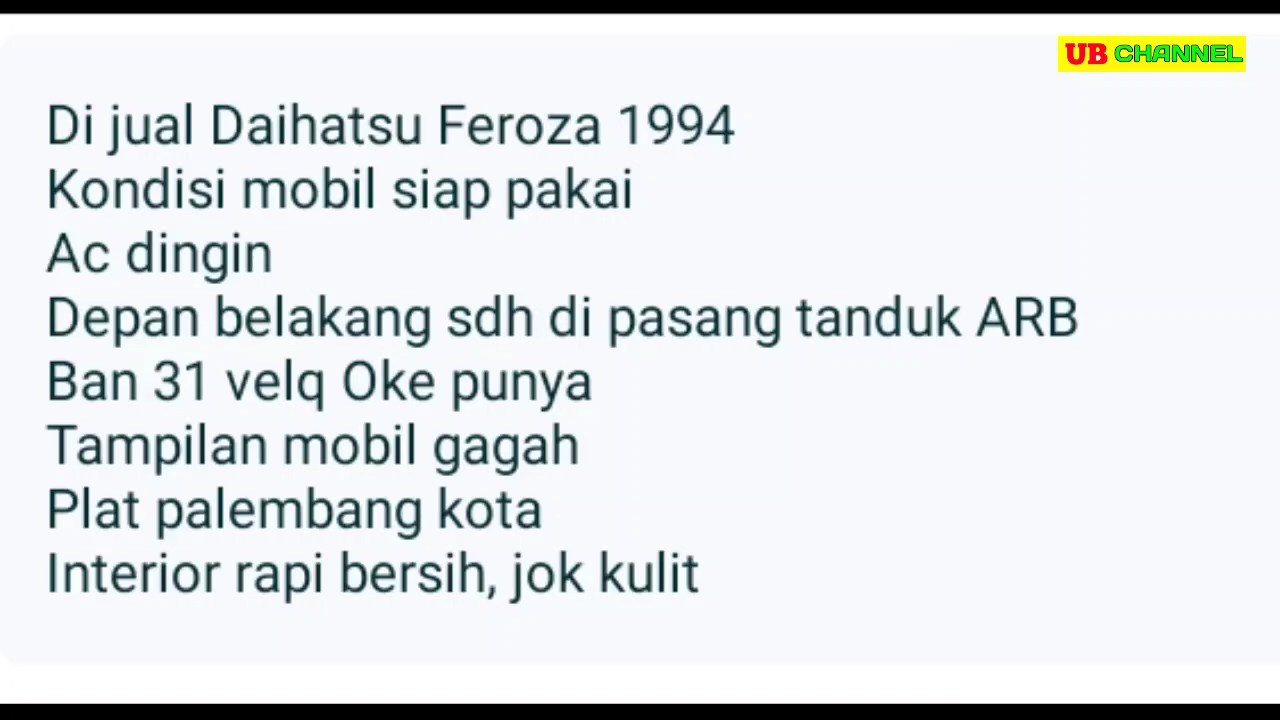 UB CHANNEL
Di jual Daihatsu Feroza 1994
Kondisi mobil siap pakai
Ac dingin
Depan belakang sdh di pasang tanduk ARB
Ban 31 velq Oke punya
Tampilan mobil gagah
Plat palembang kota
Interior rapi bersih, jok kulit